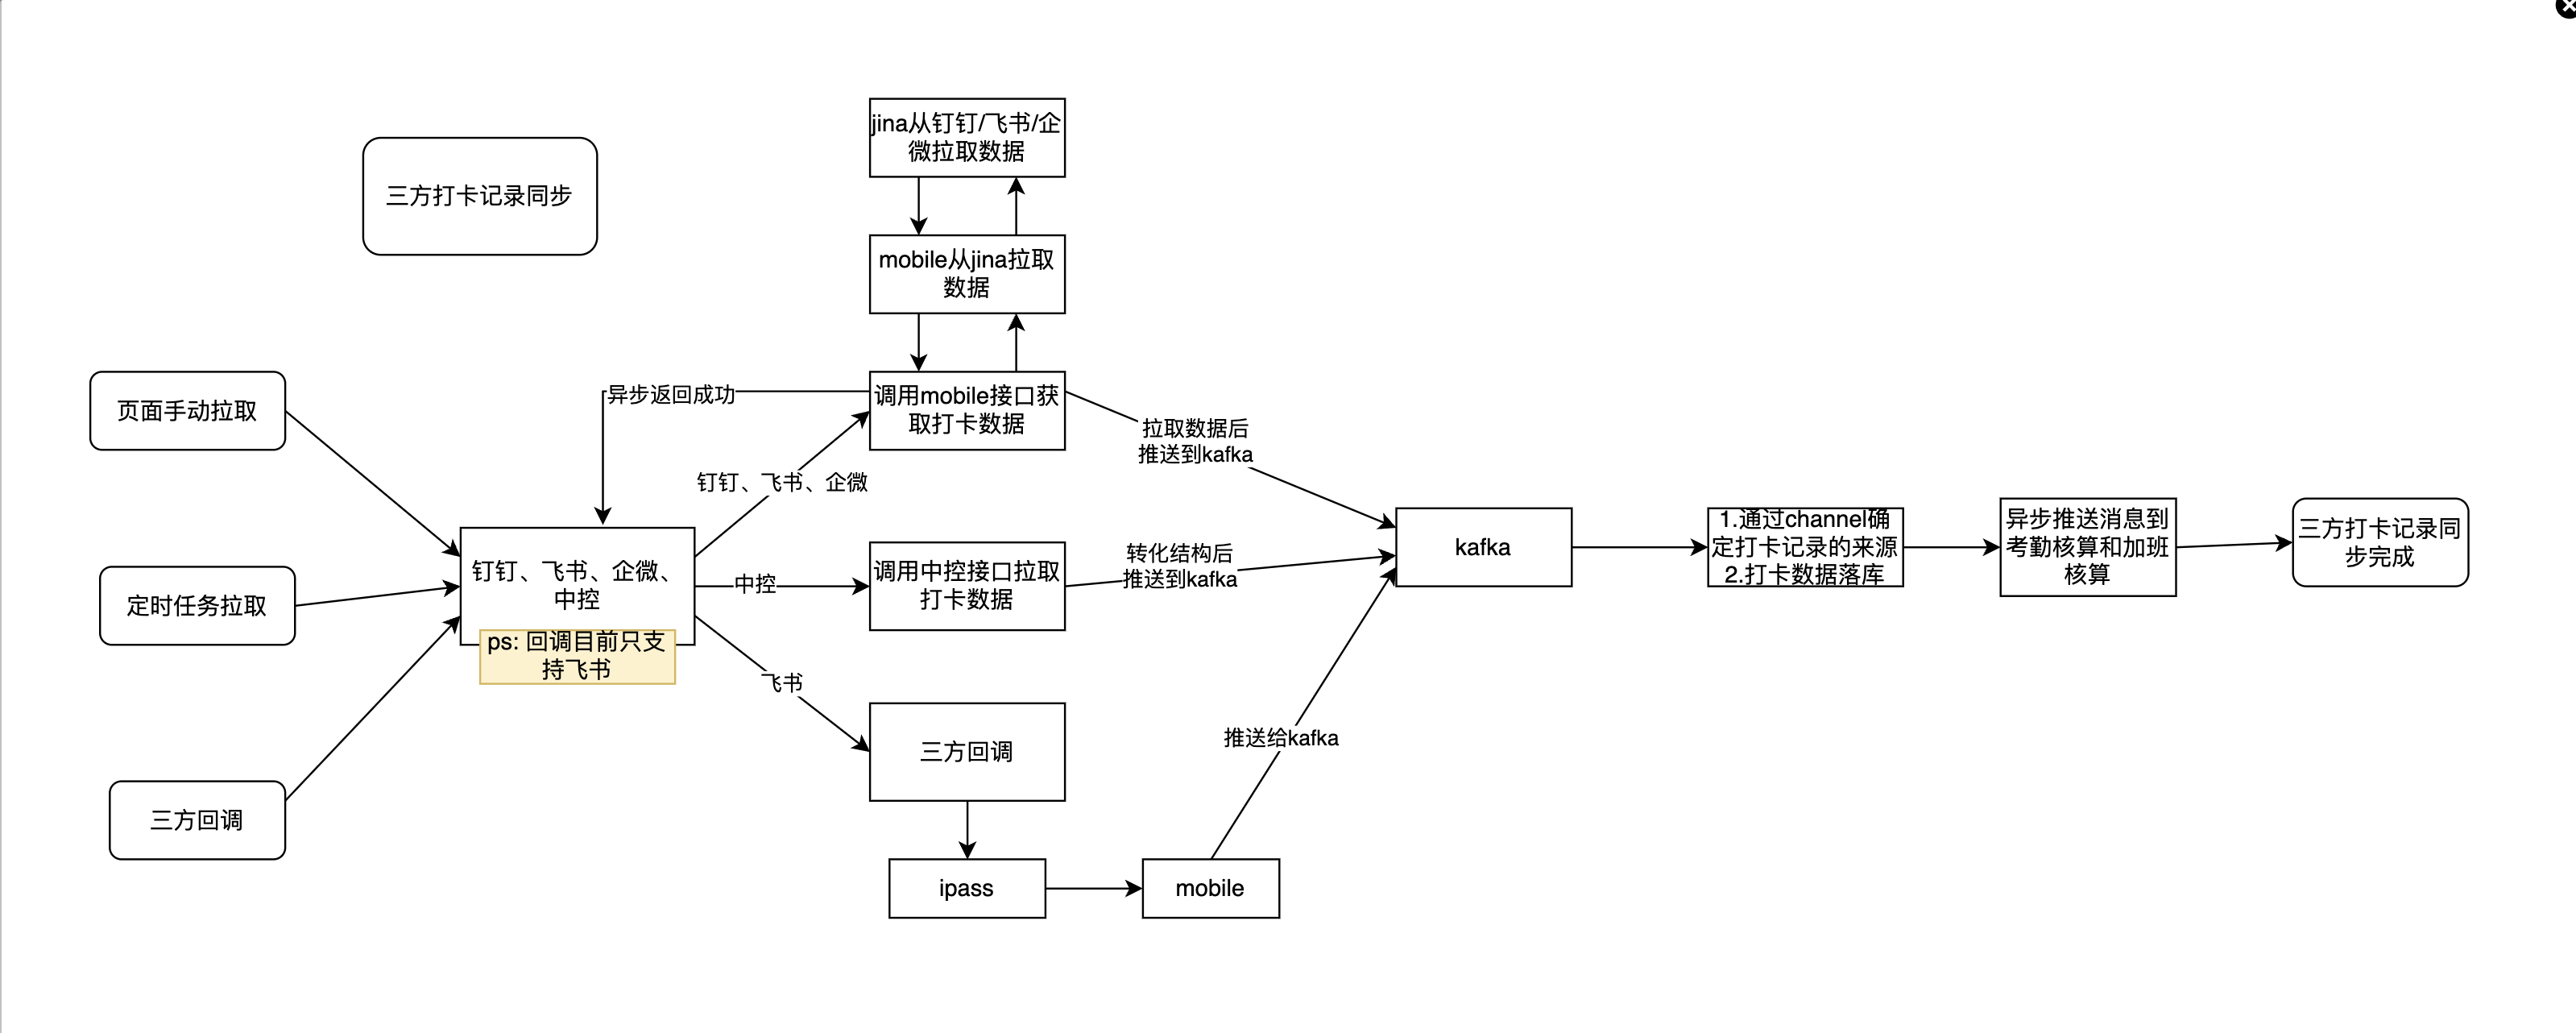 jina从钉钉/飞书/企
微拉取数据
三方打卡记录同步
mobile从jina拉取
数据
页面手动拉取
异步返回成功
调用mobile接口获
取打卡数据
拉取数据后
推送到kafka
钉钉、飞书、企微
定时任务拉取
钉钉、飞书、企微、
中控
ps: 回调目前只支
持飞书
中控
调用中控接口拉取
打卡数据
转化结构后
推送到kafka
kafka
1.通过channel确
定打卡记录的来源
2.打卡数据落库
异步推送消息到
考勤核算和加班
核算
三方打卡记录同
步完成
飞书
三方回调
三方回调
推送给kafka
ipass
mobile